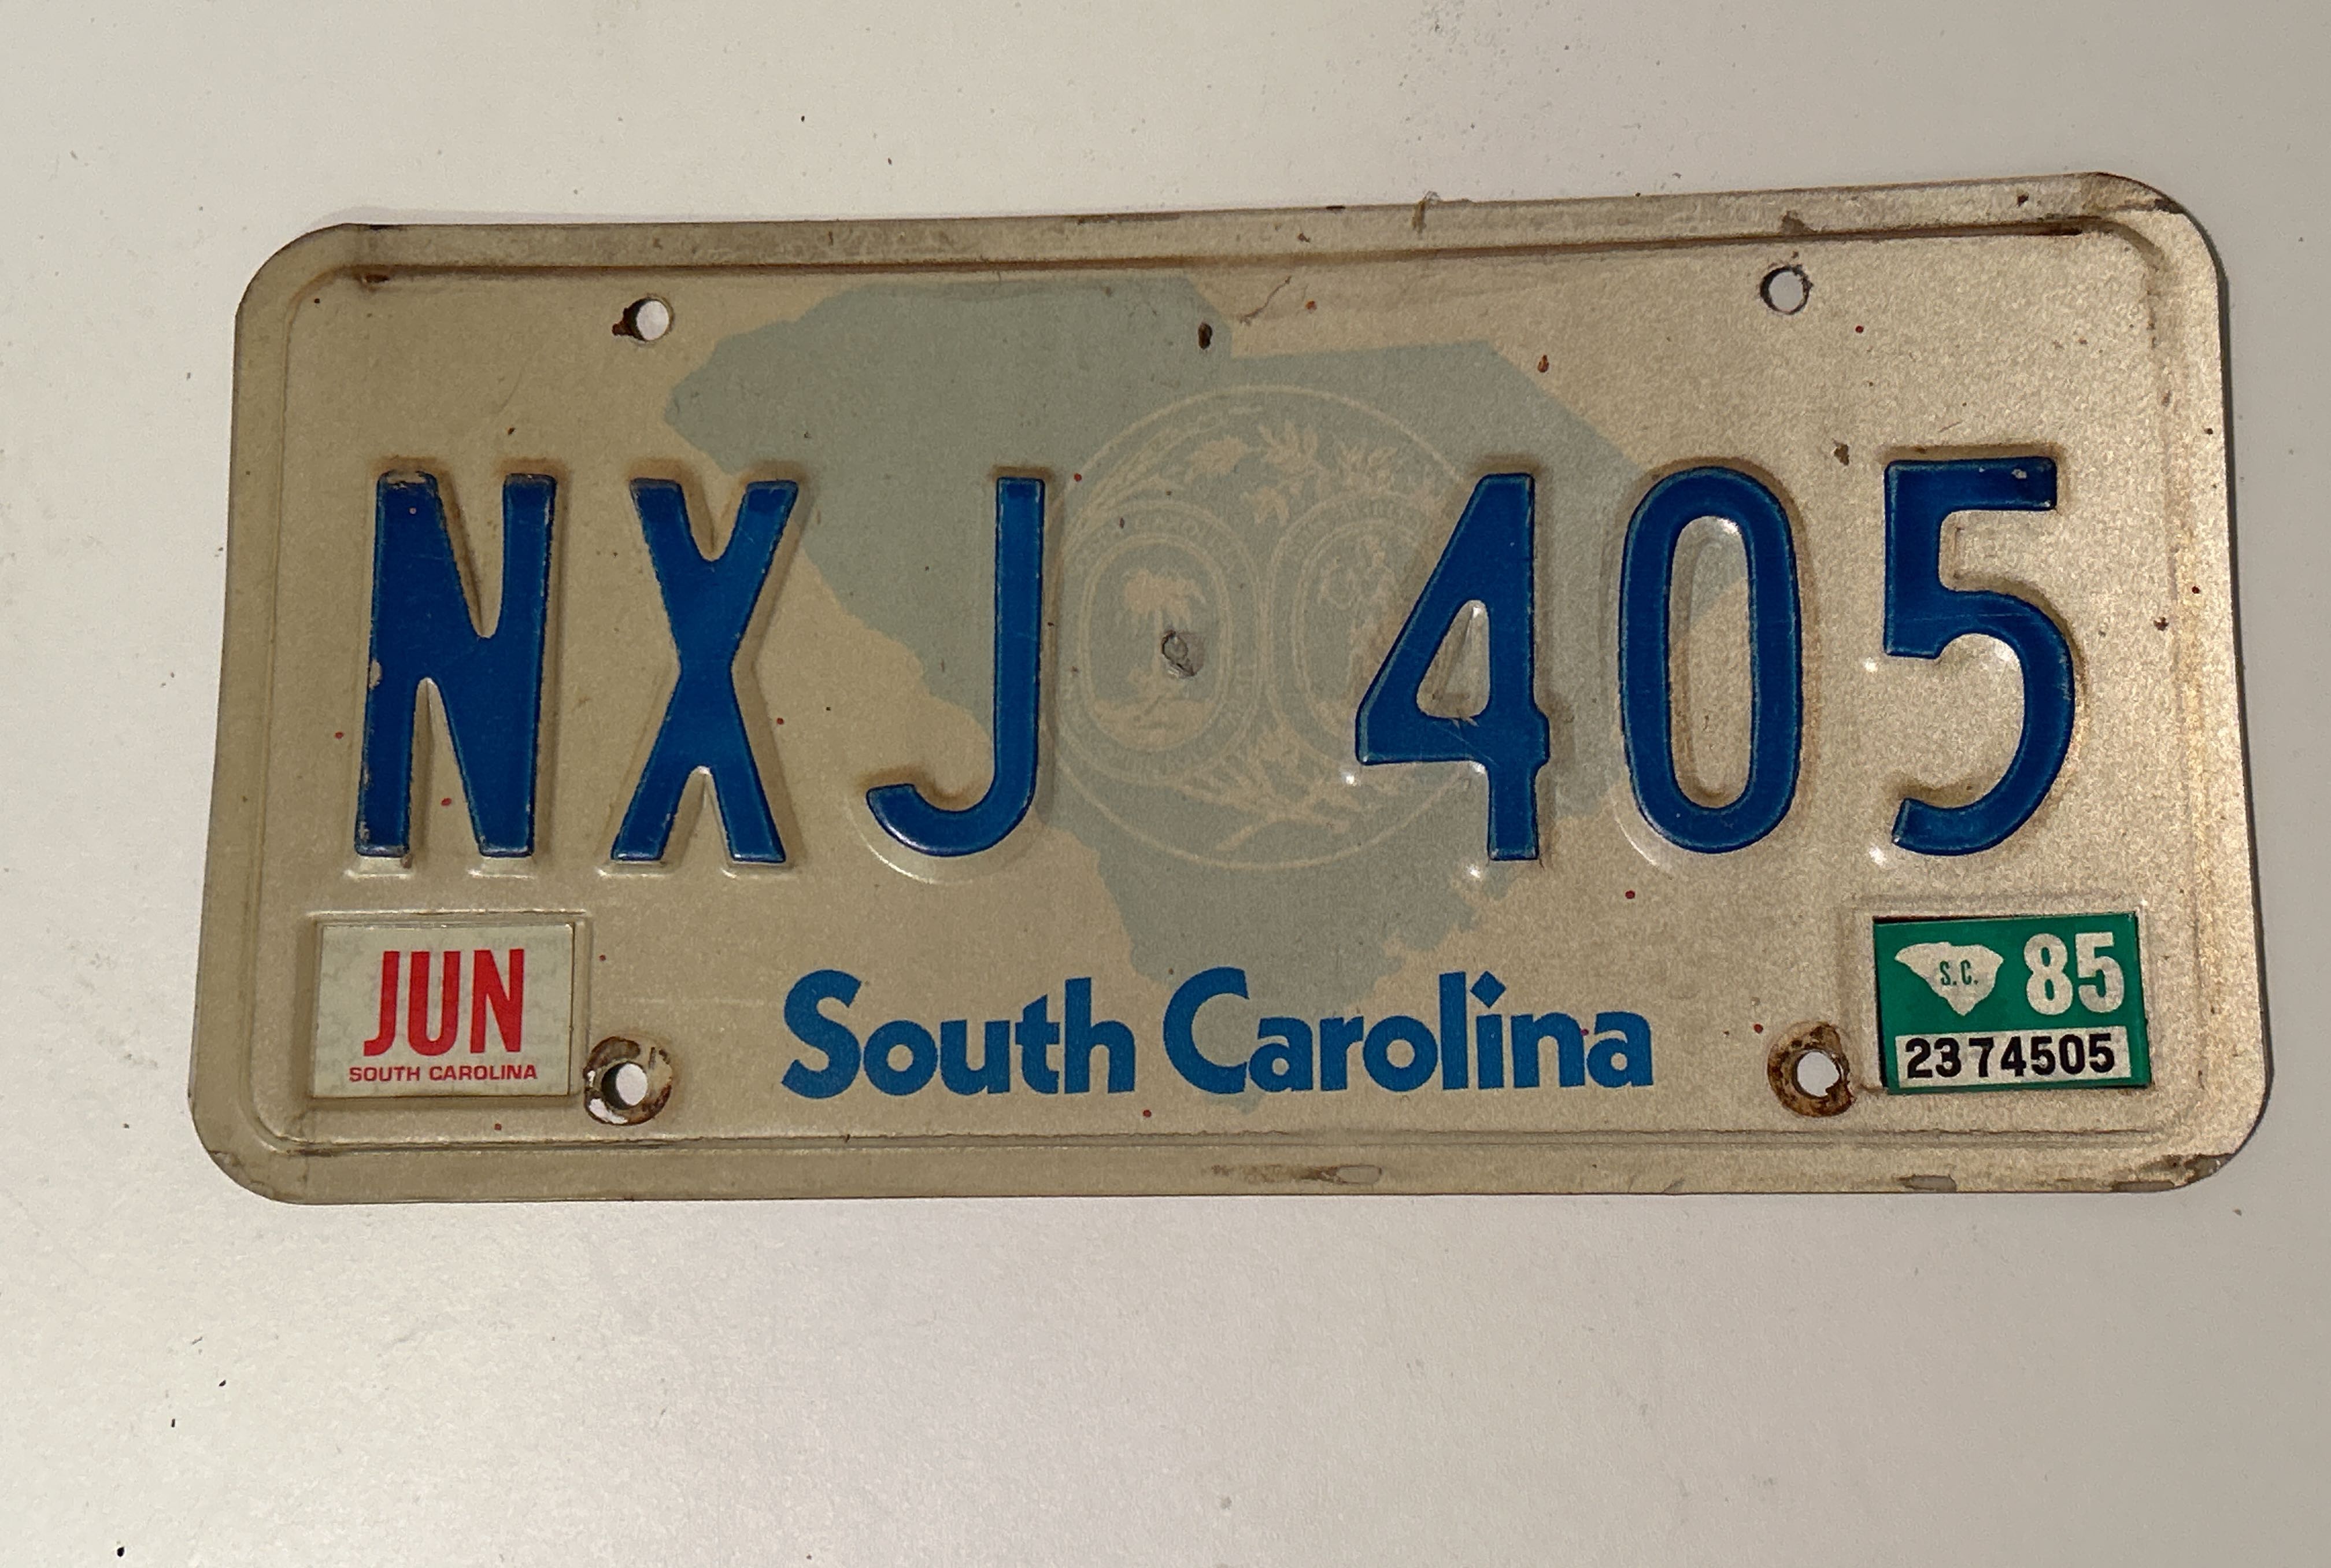 NXJ 405
JUN
SOUTH CAROLINA
South Carolina
S.C. 85
2374505